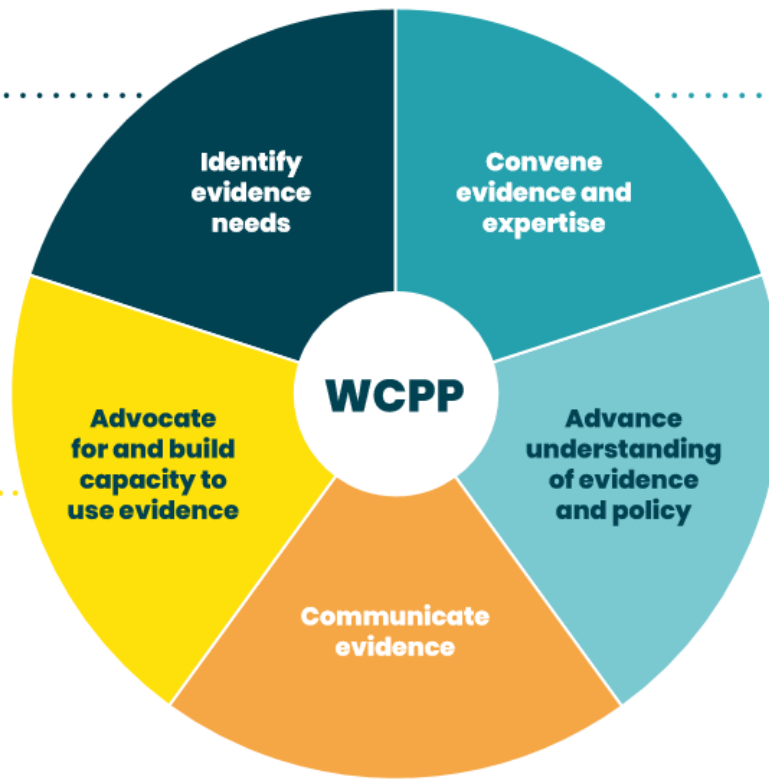 Identify
evidence
needs
Convene
evidence and
expertise
WCPP
Advocate
for and build
capacity to
use evidence
Advance
understanding
of evidence
and policy
Communicate
evidence